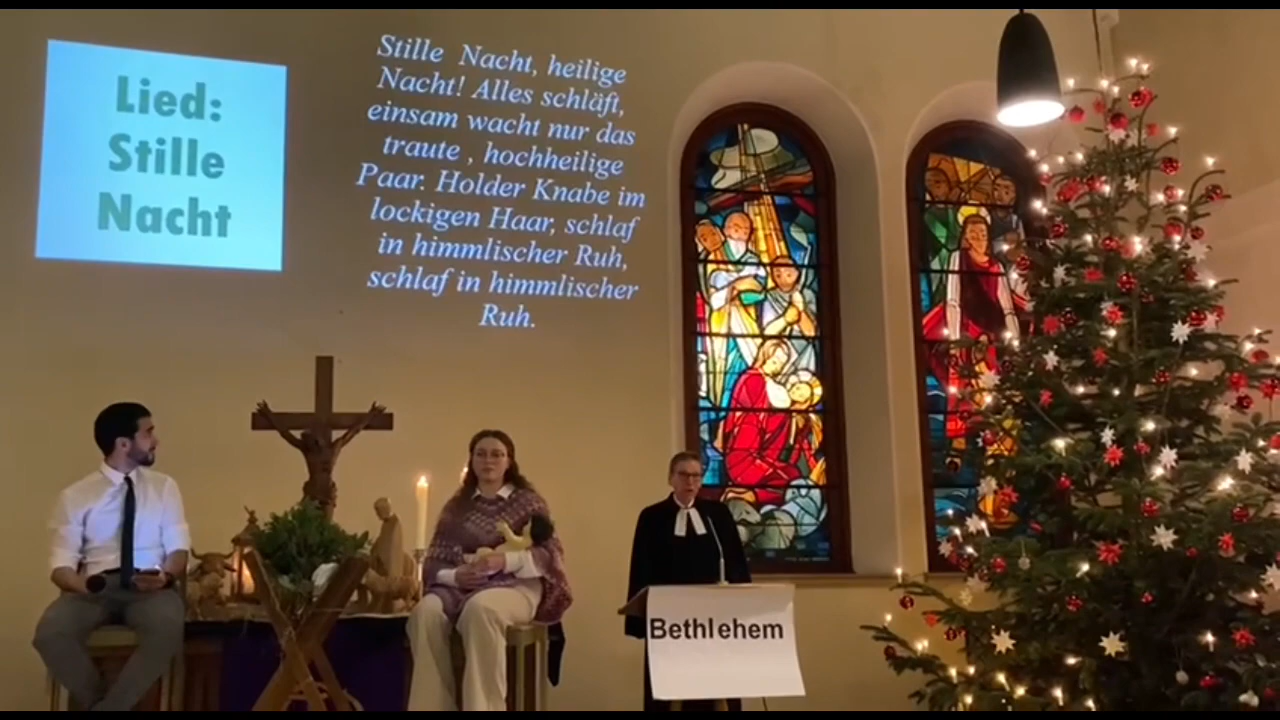 Lied:
Stille
Nacht
Stille Nacht, heilige
Nacht! Alles schläft,
einsam wacht nur das
traute , hochheilige
Paar. Holder Knabe im
lockigen Haar, schlaf
in himmlischer Ruh,
schlaf in himmlischer
Ruh.
Bethlehem